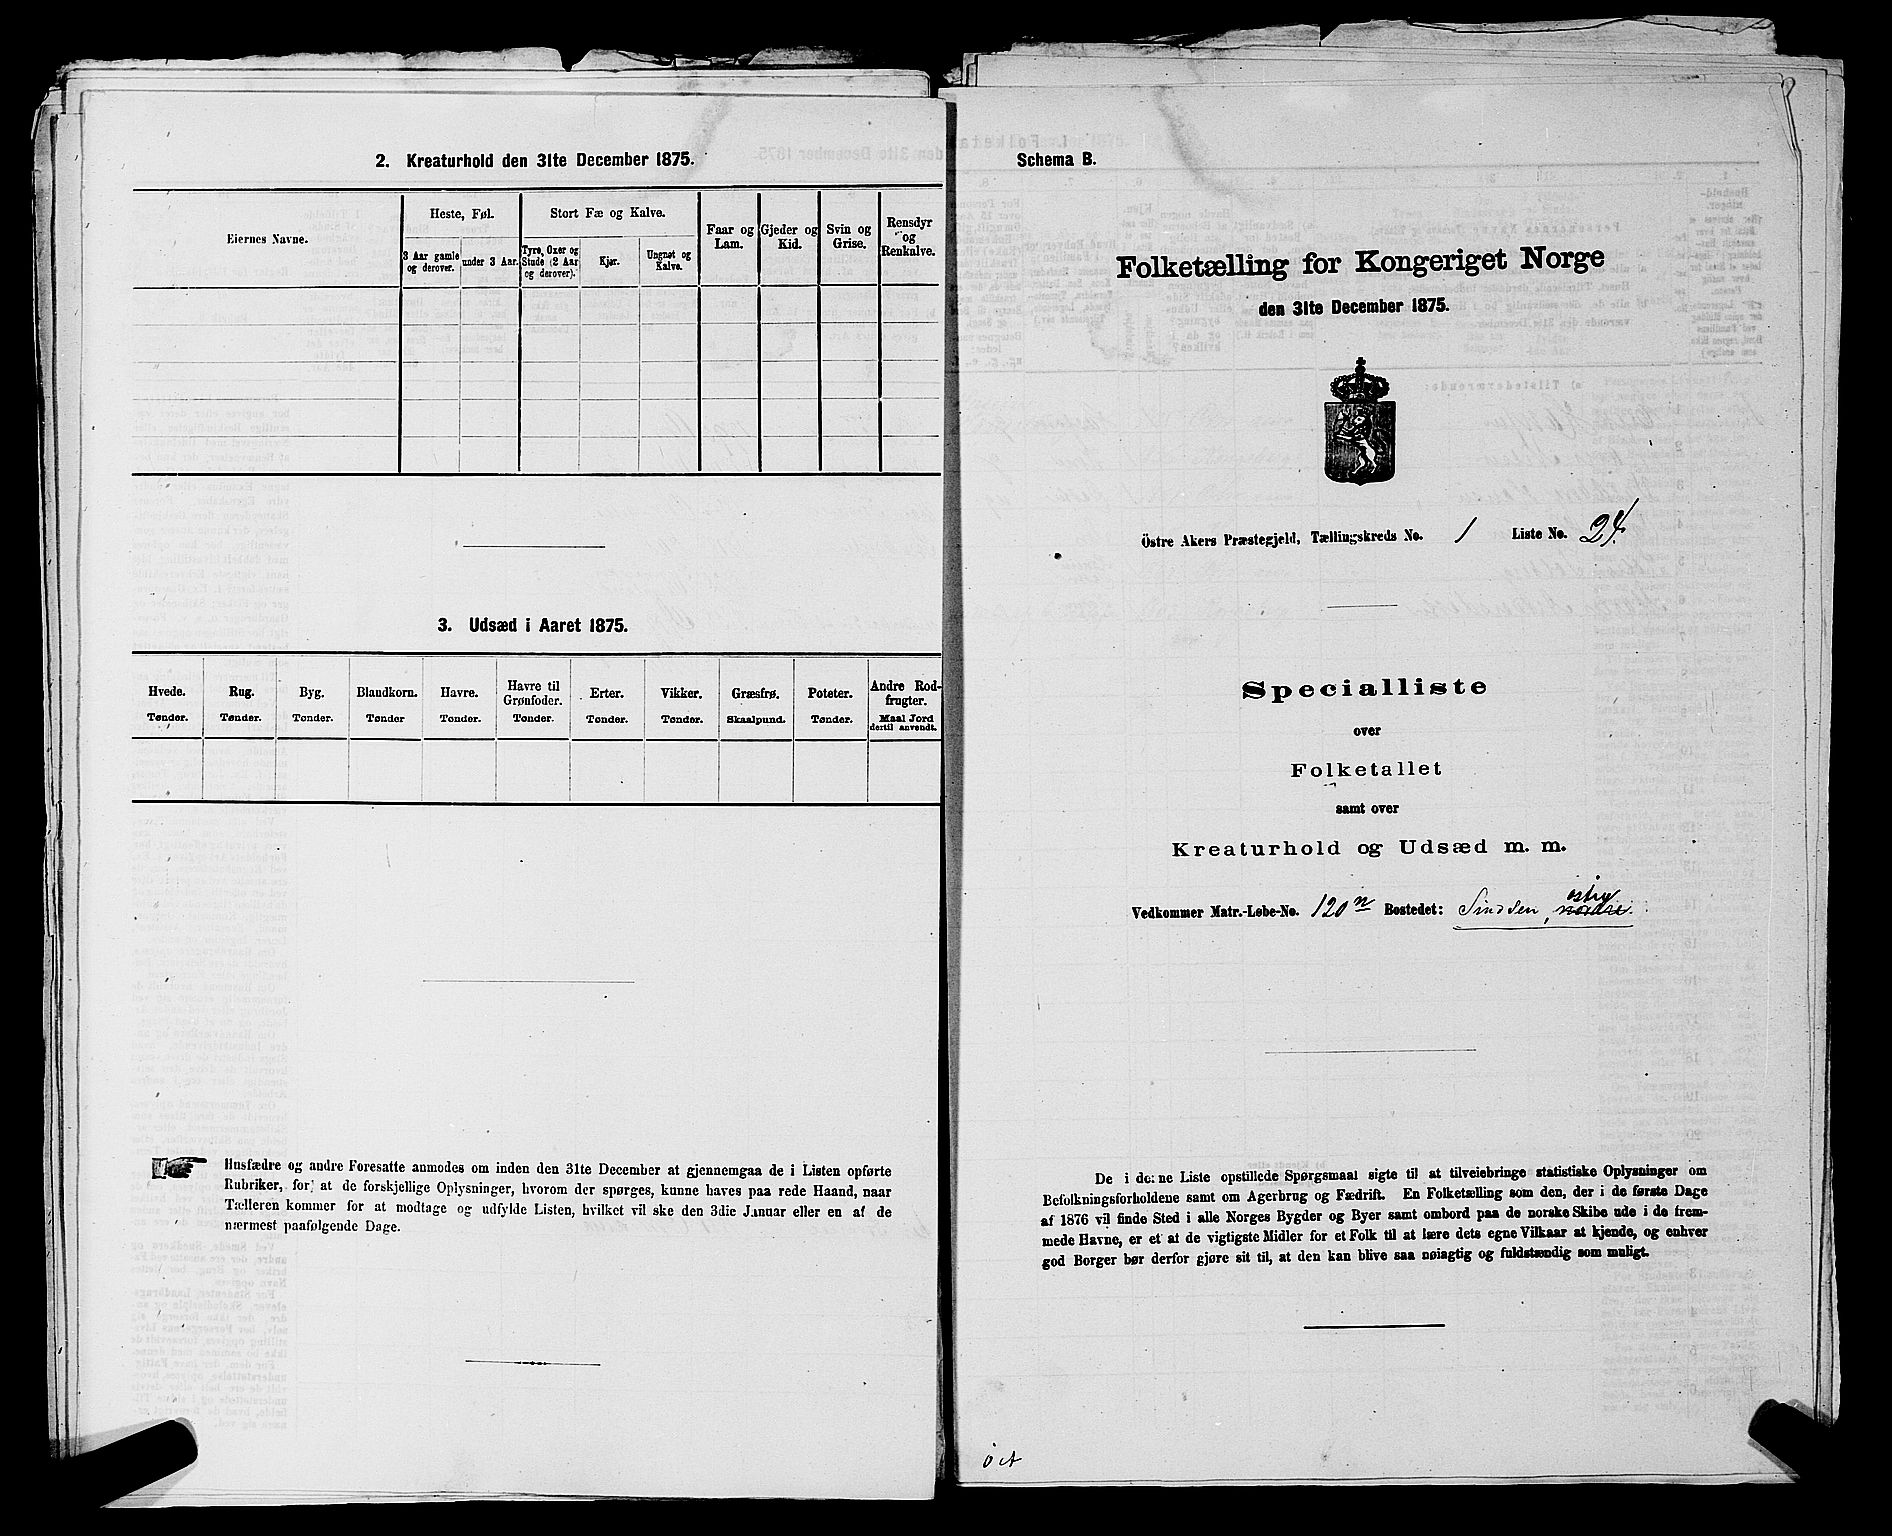 2. Kreaturhold den 31te December 1875.
Eiernes Navne.
Heste, Føl.
3 Aar gamle og derover.
under 3 Aar.
Stort Fæ og Kalve.
Tyre, Oxer og Stude (2 Aar og derover).
Kjør.
Ungnøt og Kalve.
Faar og Lam.
Gjeder og Kid.
Svin og Grise.
Rensdyr og Renkalve.
3. Udsæd i Aaret 1875.
Hvede. Rug. Byg. Blandkorn. Havre. Havre til Grønfoder. Erter. Vikker. Græsfrø. Poteter. Andre Rodfrugter.
Tønder. Tønder. Tønder. Tønder Tønder. Tønder. Tønder. Tønder. Skaalpund. Tønder. Maal Jord dertil anvendt.
Husfædre og andre Foresatte anmodes om inden den 31te December at gjennemgaa de i Listen opførte
Rubriker, for at de forskjellige Oplysninger, hvorom der spørges, kunne haves paa rede Haand, naar
Tælleren kommer for at modtage og udfylde Listen, hvilket vil ske den 3die Januar eller en af de
nærmest paafølgende Dage.
Schema B.
Folketælling for Kongeriget Norge
den 31te December 1875.
Östre Akers Præstegjeld, Tællingskreds No. 1 Liste No. 24.
Specialliste
over
Folketallet
samt over
Kreaturhold og Udsæd m. m.
østre
Vedkommer Matr.-Løbe-No. 120 n Bostedet: Sindsen, nordre.
De i denne Liste opstillede Spørgsmaal sigte til at tilveiebringe statistiske Oplysninger om
Befolkningsforholdene samt om Agerbrug og Fædrift. En Folketælling som den, der i de første Dage
af 1876 vil finde Sted i alle Norges Bygder og Byer samt ombord paa de norske Skibe ude i de frem-
mede Havne, er et af de vigtigste Midler for et Folk til at lære dets egne Vilkaar at kjende, og enhver
god Borger bør derfor gjøre sit til, at den kan blive saa nøiagtig og fuldstændig som muligt.